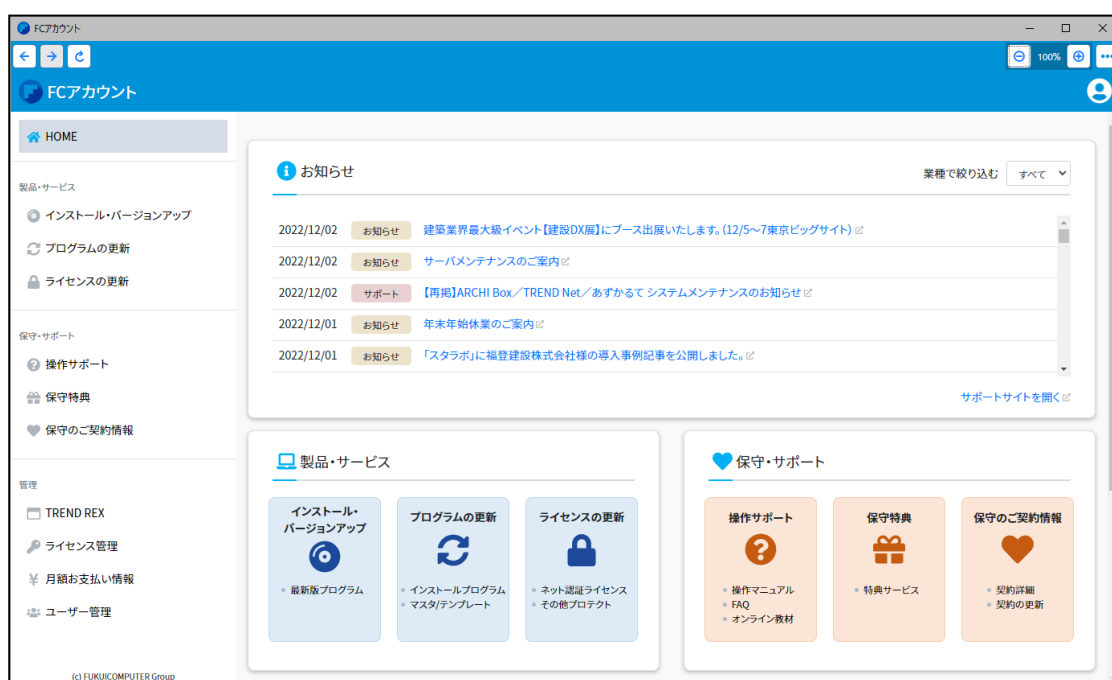 FCアカウント
100%
FCアカウント
HOME
製品・サービス
インストール・バージョンアップ
プログラムの更新
ライセンスの更新
保守・サポート
操作サポート
保守特典
保守のご契約情報
管理
TREND REX
ライセンス管理
月額お支払い情報
ユーザー管理
(c) FUKUICOMPUTER Group
お知らせ
業種で絞り込む すべて
2022/12/02 お知らせ 建築業界最大級イベント【建設DX展】にブース出展いたします。(12/5～7東京ビッグサイト)
2022/12/02 お知らせ サーバメンテナンスのご案内
2022/12/02 サポート 【再掲】ARCHI Box／TREND Net／あずかるて システムメンテナンスのお知らせ
2022/12/01 お知らせ 年末年始休業のご案内
2022/12/01 お知らせ 「スタラボ」に福登建設株式会社様の導入事例記事を公開しました。
サポートサイトを開く
製品・サービス
インストール・
バージョンアップ
最新版プログラム
プログラムの更新
インストールプログラム
マスタ/テンプレート
ライセンスの更新
ネット認証ライセンス
その他プロテクト
保守・サポート
操作サポート
操作マニュアル
FAQ
オンライン教材
保守特典
特典サービス
保守のご契約情報
契約詳細
契約の更新